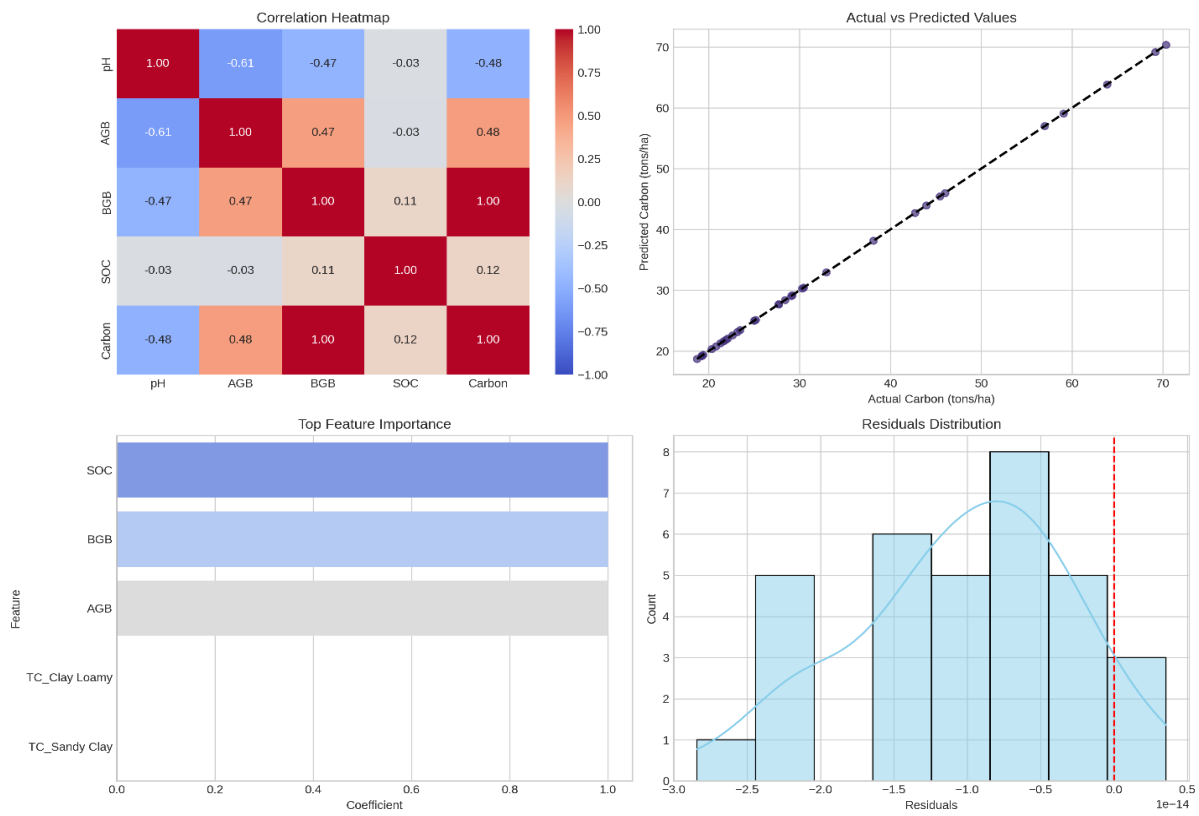 Correlation Heatmap
pH
AGB
BGB
SOC
Carbon
1.00 -0.61 -0.47 -0.03 -0.48
-0.61 1.00 0.47 -0.03 0.48
-0.47 0.47 1.00 0.11 1.00
-0.03 -0.03 0.11 1.00 0.12
-0.48 0.48 1.00 0.12 1.00
pH AGB BGB SOC Carbon
1.00
0.75
0.50
0.25
0.00
−0.25
−0.50
−0.75
−1.00
Actual vs Predicted Values
Predicted Carbon (tons/ha)
70
60
50
40
30
20
20 30 40 50 60 70
Actual Carbon (tons/ha)
Top Feature Importance
Feature
SOC
BGB
AGB
TC_Clay Loamy
TC_Sandy Clay
0.0 0.2 0.4 0.6 0.8 1.0
Coefficient
Residuals Distribution
Count
8
7
6
5
4
3
2
1
0
−3.0 −2.5 −2.0 −1.5 −1.0 −0.5 0.0 0.5
1e−14
Residuals